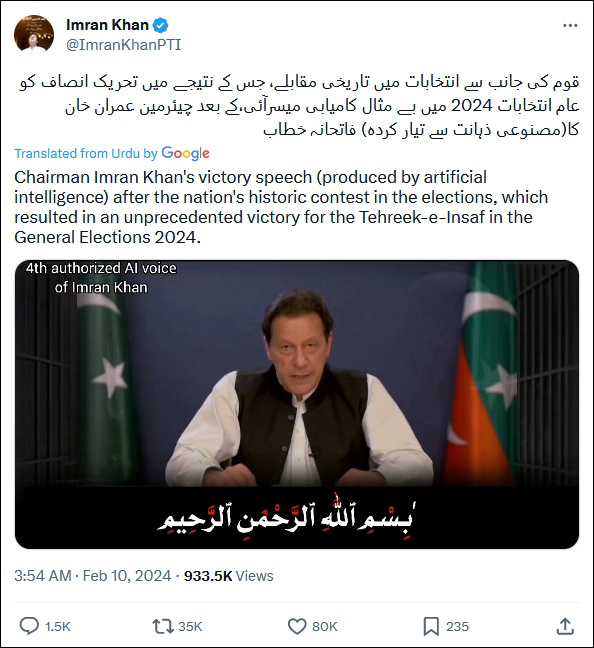 Imran Khan
@ImranKhanPTI
قوم کی جانب سے انتخابات میں تاریخی مقابلے، جس کے نتیجے میں تحریک انصاف کو
عام انتخابات 2024 میں بے مثال کامیابی میسرآئی،کے بعد چیئرمین عمران خان
کا(مصنوعی ذہانت سے تیار کردہ) فاتحانہ خطاب
Translated from Urdu by Google
Chairman Imran Khan's victory speech (produced by artificial
intelligence) after the nation's historic contest in the elections, which
resulted in an unprecedented victory for the Tehreek-e-Insaf in the
General Elections 2024.
4th authorized AI voice
of Imran Khan
'بِسْمِ ٱللَّهِ ٱلرَّحْمَٰنِ ٱلرَّحِيمِ
3:54 AM · Feb 10, 2024 · 933.5K Views
1.5K 35K 80K 235